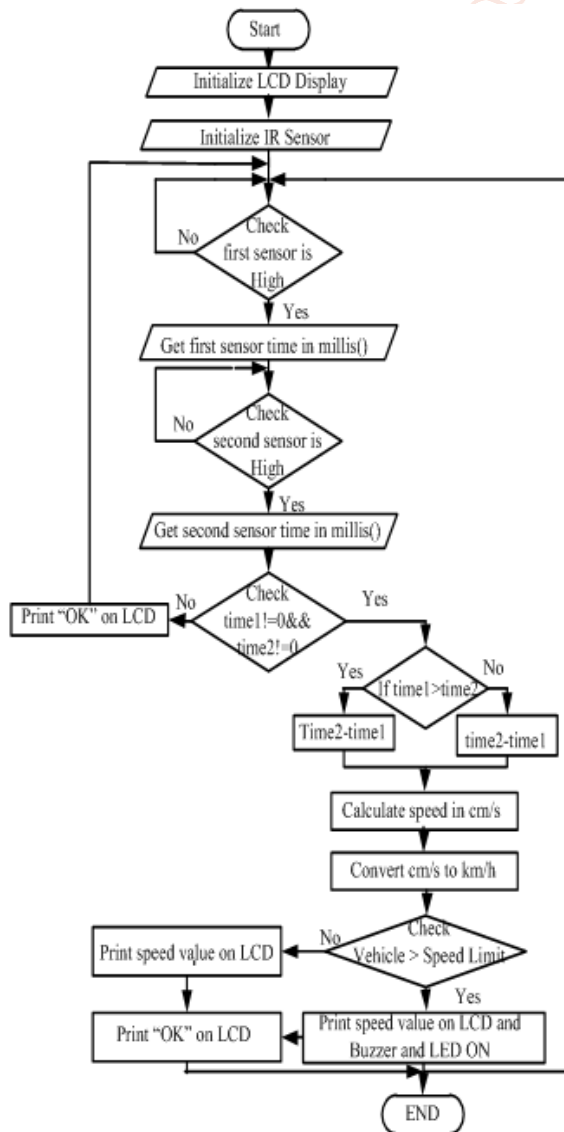 Start
Initialize LCD Display
Initialize IR Sensor
Check
first sensor is
High
No
Yes
Get first sensor time in millis()
Check
second sensor is
High
No
Yes
Get second sensor time in millis()
Check
time1!=0&&
time2!=0
No
Yes
Print “OK” on LCD
If time1>time2
Yes
No
Time2-time1
time2-time1
Calculate speed in cm/s
Convert cm/s to km/h
Check
Vehicle > Speed Limit
No
Yes
Print speed value on LCD
Print “OK” on LCD
Print speed value on LCD and
Buzzer and LED ON
END